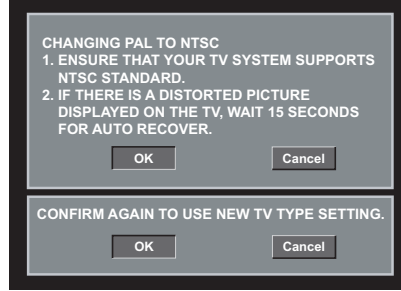 CHANGING PAL TO NTSC
1. ENSURE THAT YOUR TV SYSTEM SUPPORTS
NTSC STANDARD.
2. IF THERE IS A DISTORTED PICTURE
DISPLAYED ON THE TV, WAIT 15 SECONDS
FOR AUTO RECOVER.
OK Cancel
CONFIRM AGAIN TO USE NEW TV TYPE SETTING.
OK Cancel